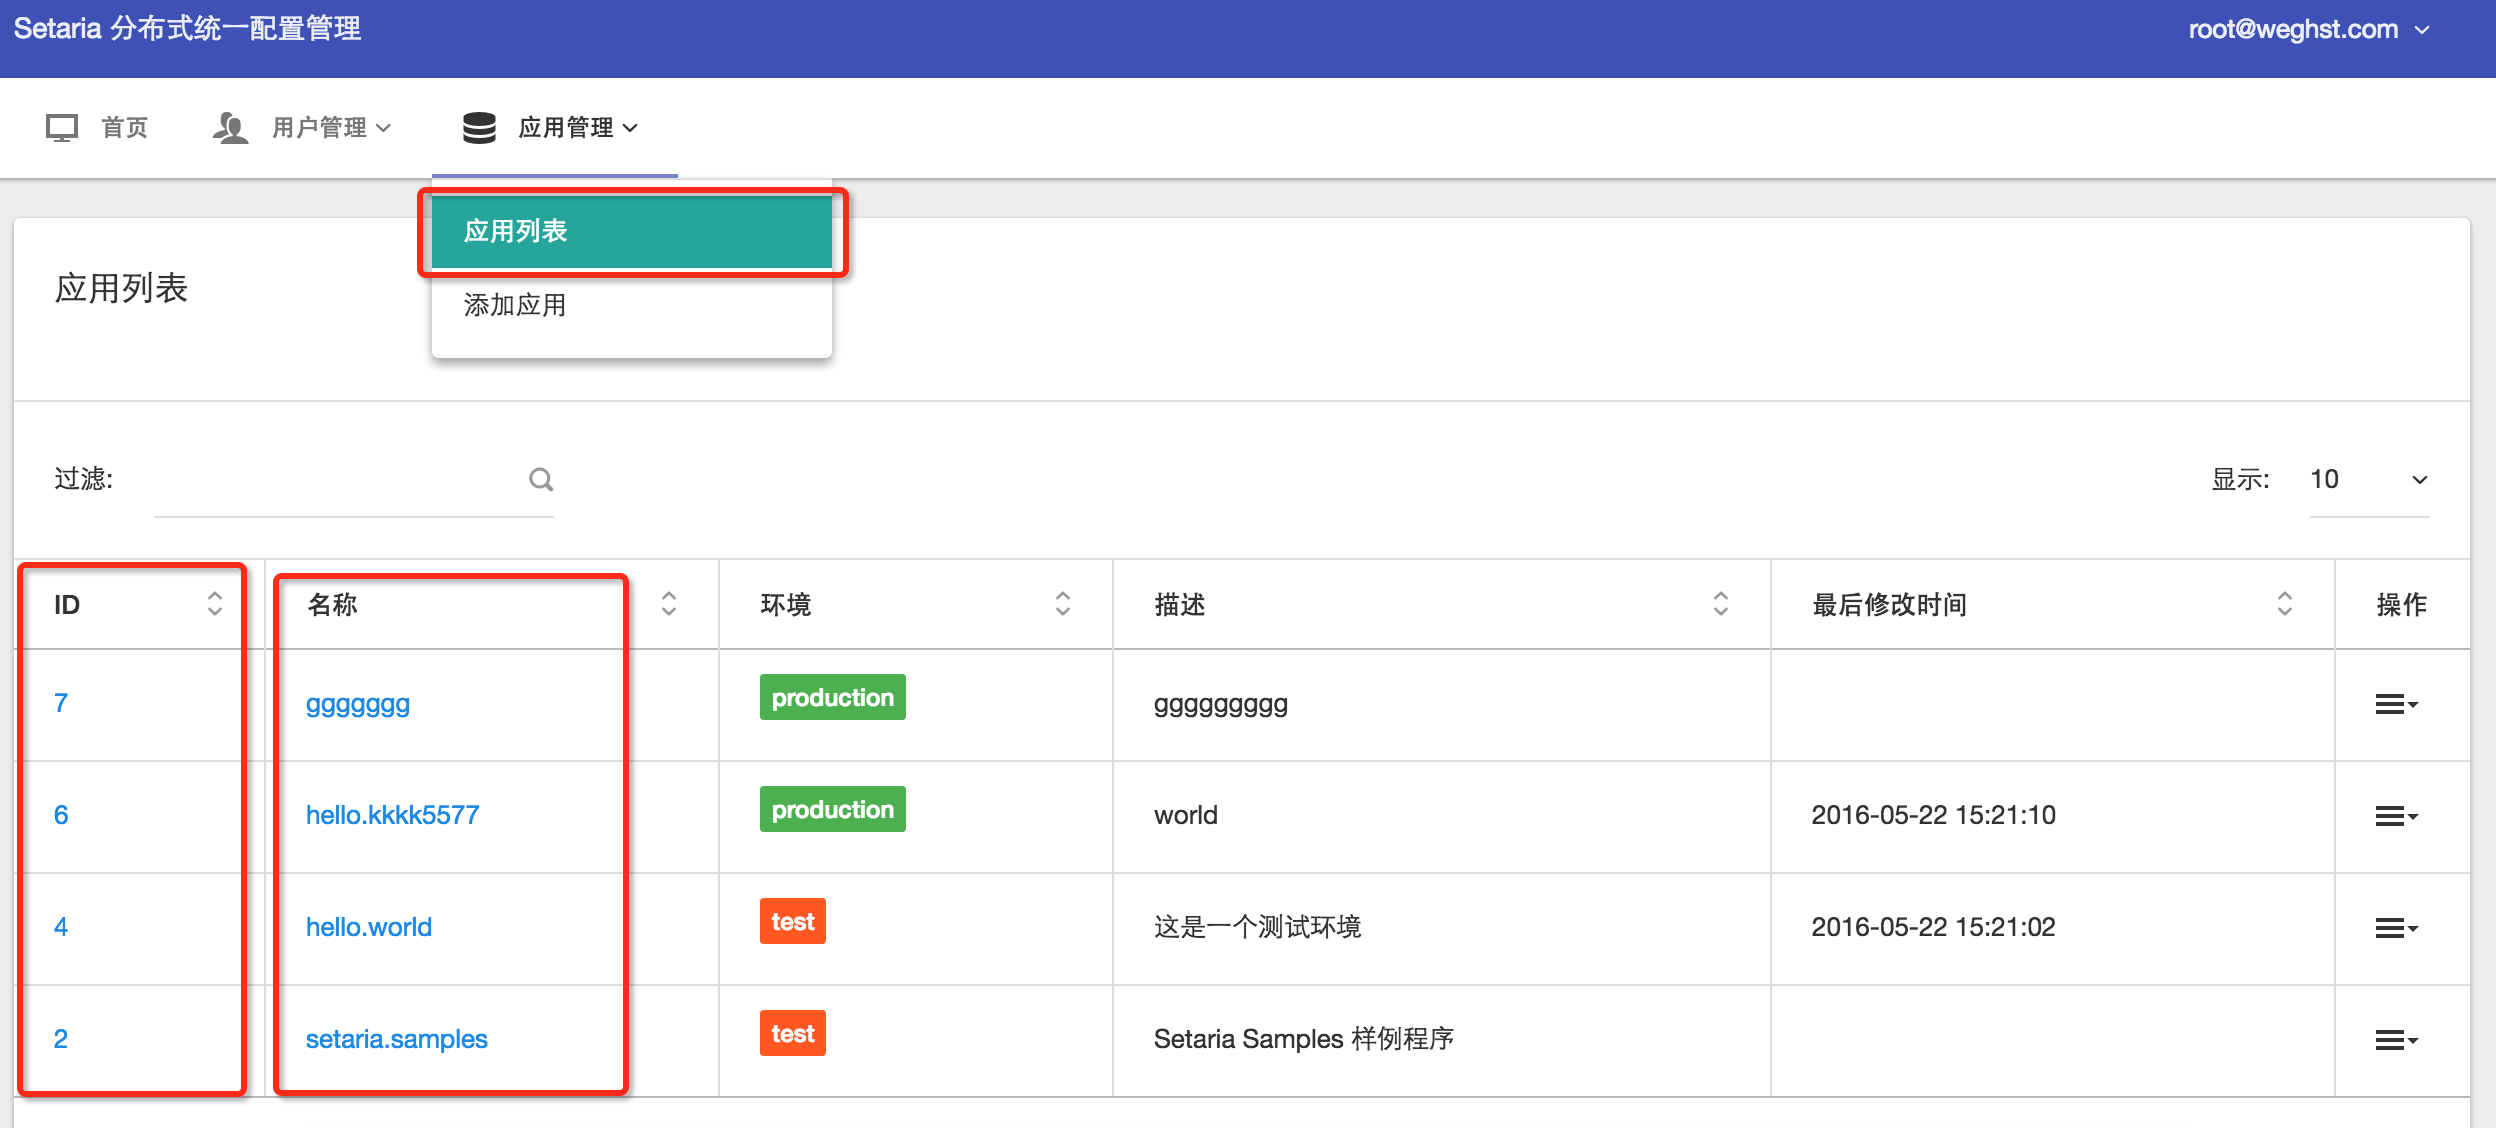 Setaria 分布式统一配置管理 root@weghst.com
首页 用户管理 应用管理
应用列表
添加应用
应用列表
过滤: 显示: 10
ID 名称 环境 描述 最后修改时间 操作
7 ggggggg production ggggggggg
6 hello.kkkk5577 production world 2016-05-22 15:21:10
4 hello.world test 这是一个测试环境 2016-05-22 15:21:02
2 setaria.samples test Setaria Samples 样例程序